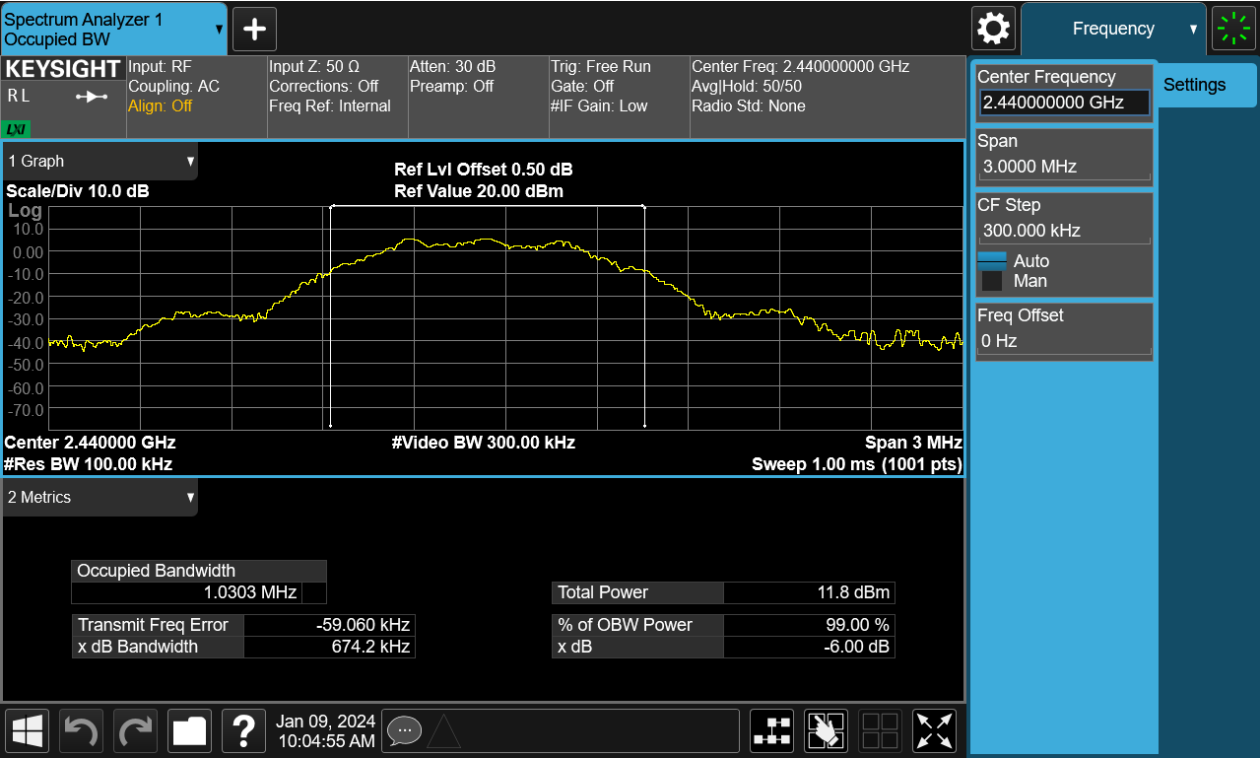 Spectrum Analyzer 1
Occupied BW
Frequency
KEYSIGHT
R L
LXI
Input: RF
Coupling: AC
Align: Off
Input Z: 50 Ω
Corrections: Off
Freq Ref: Internal
Atten: 30 dB
Preamp: Off
Trig: Free Run
Gate: Off
#IF Gain: Low
Center Freq: 2.440000000 GHz
Avg|Hold: 50/50
Radio Std: None
Center Frequency
2.440000000 GHz
Settings
Span
3.0000 MHz
CF Step
300.000 kHz
Auto
Man
Freq Offset
0 Hz
1 Graph
Scale/Div 10.0 dB
Ref Lvl Offset 0.50 dB
Ref Value 20.00 dBm
Log
10.0
0.00
-10.0
-20.0
-30.0
-40.0
-50.0
-60.0
-70.0
Center 2.440000 GHz
#Video BW 300.00 kHz
Span 3 MHz
#Res BW 100.00 kHz
Sweep 1.00 ms (1001 pts)
2 Metrics
Occupied Bandwidth
1.0303 MHz
Total Power 11.8 dBm
Transmit Freq Error -59.060 kHz
% of OBW Power 99.00 %
x dB Bandwidth 674.2 kHz
x dB -6.00 dB
?
Jan 09, 2024
10:04:55 AM